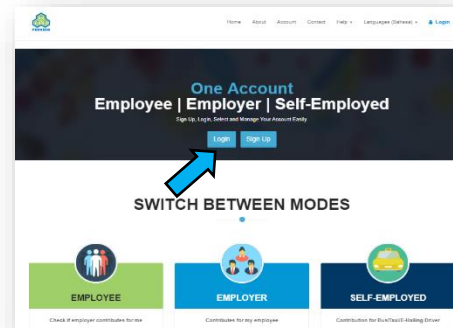 PERKESO
Home About Account Contact Help Languages (Bahasa) Login
One Account
Employee | Employer | Self-Employed
Sign Up, Login, Select and Manage Your Account Easily
Login Sign Up
SWITCH BETWEEN MODES
EMPLOYEE EMPLOYER SELF-EMPLOYED
Check if employer contributes for me Contributes for my employee Contribution for Bus/Taxi/E-Hailing Driver